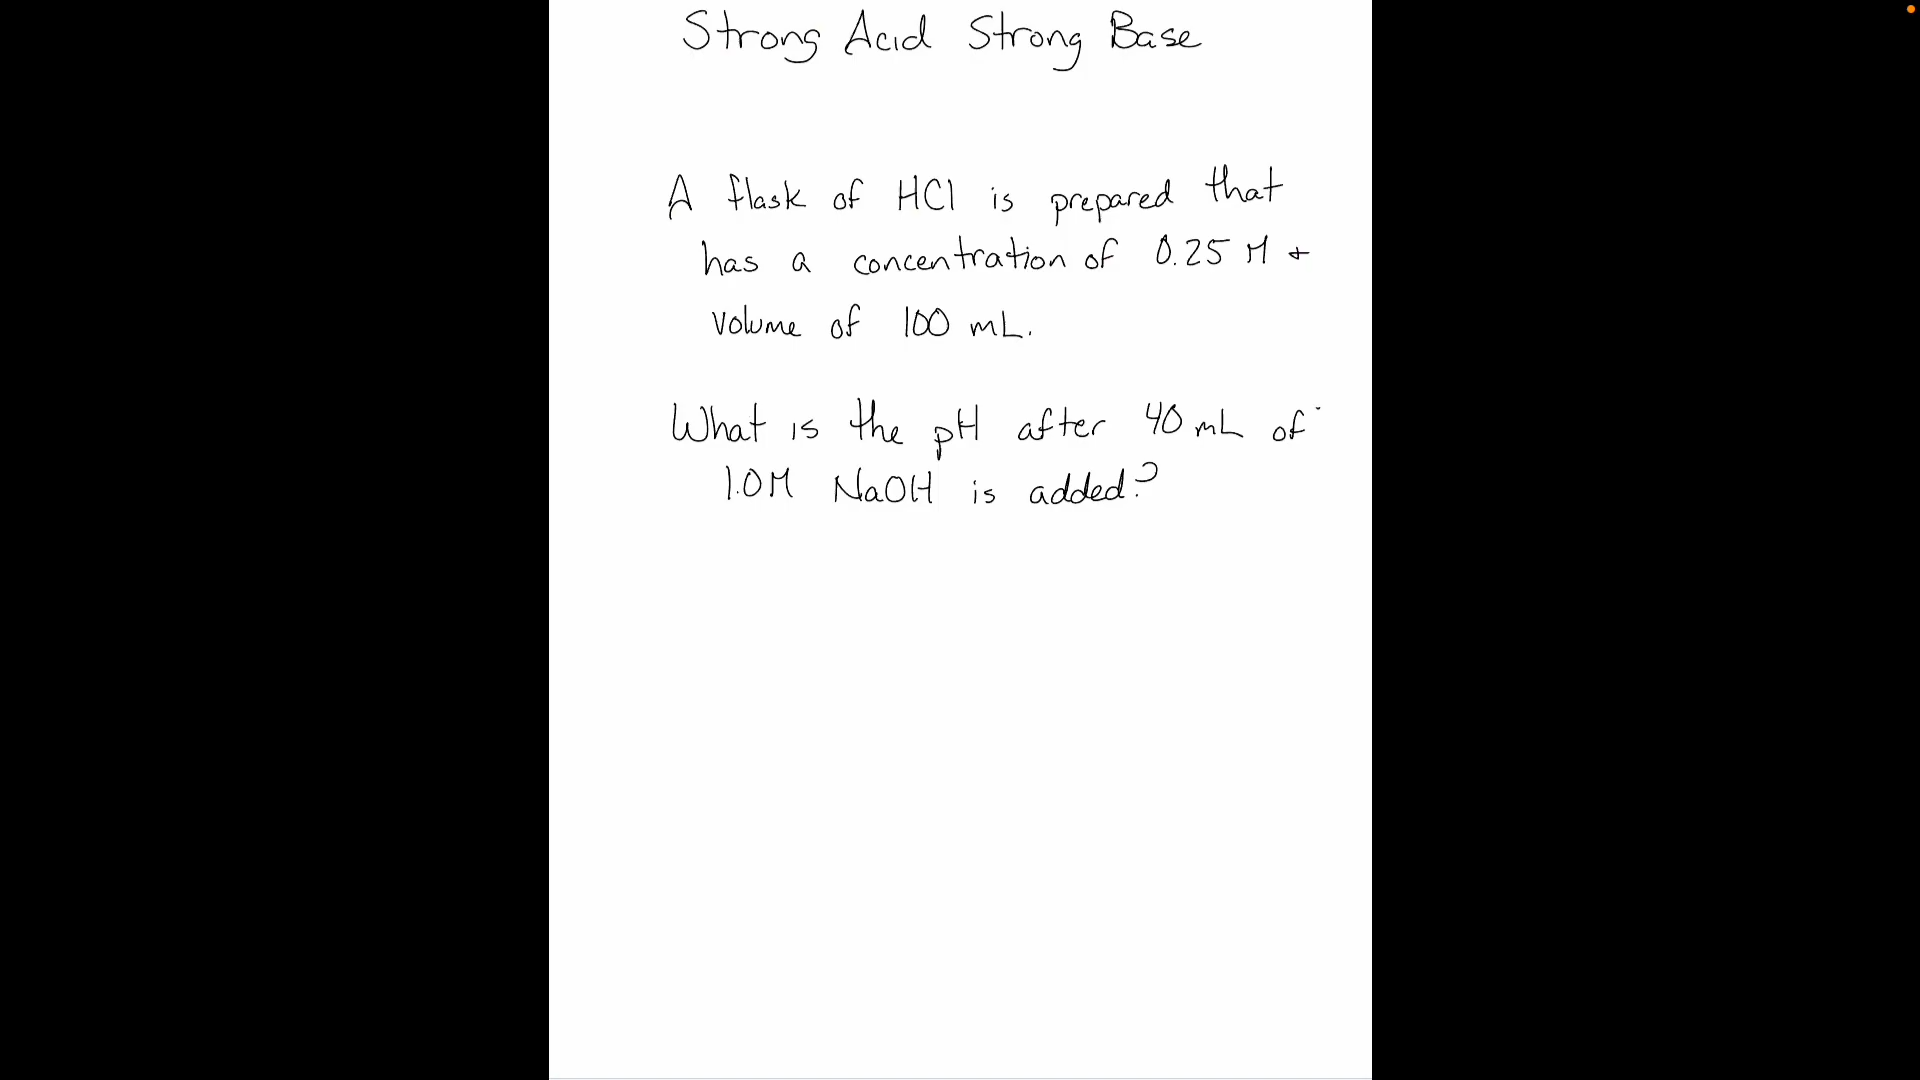 Strong Acid Strong Base
A flask of HCl is prepared that
has a concentration of 0.25 M +
volume of 100 mL.
What is the pH after 40 mL of
1.0M NaOH is added?